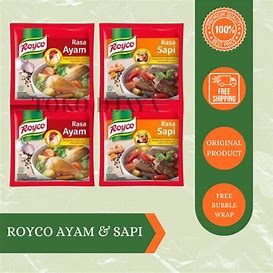 ROYCO
Rasa
Ayam
ROYCO
Rasa
Sapi
ROYCO
Rasa
Ayam
ROYCO
Rasa
Sapi
100%
FREE
SHIPPING
ORIGINAL
PRODUCT
FREE
BUBBLE
WRAP
ROYCO AYAM & SAPI